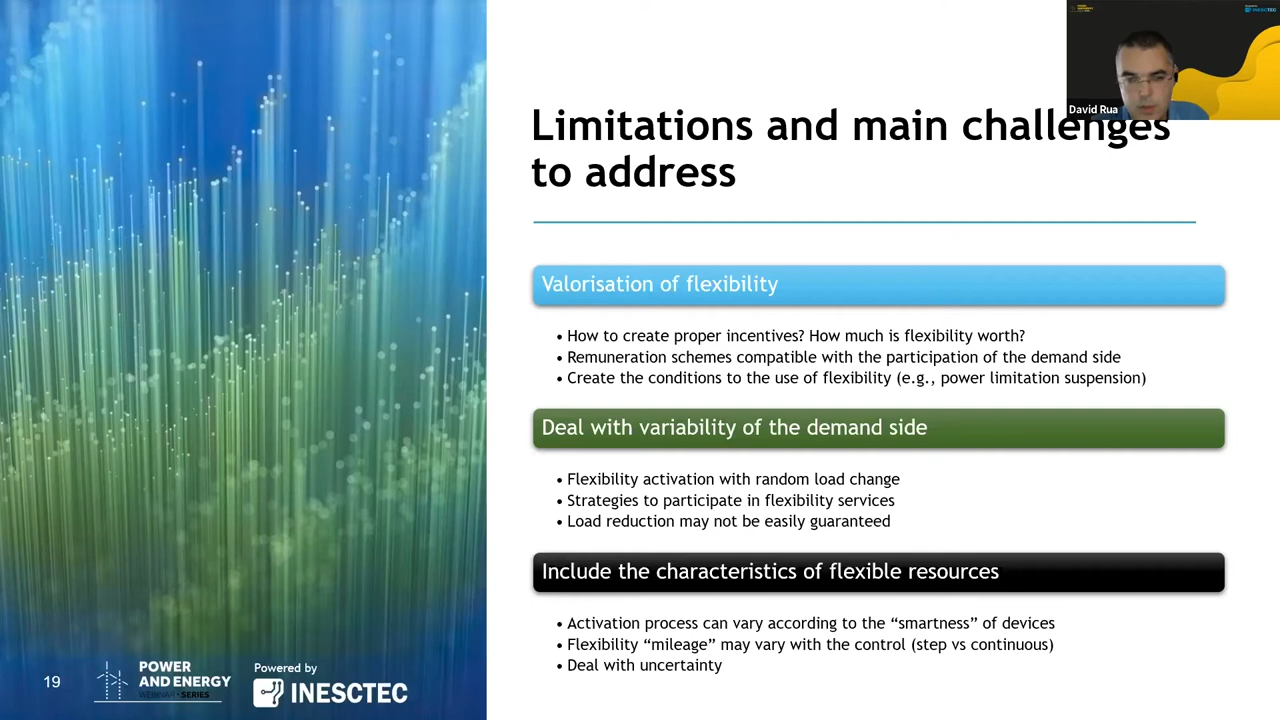 David Rua
INESCTEC
Limitations and main challenges
to address
Valorisation of flexibility
• How to create proper incentives? How much is flexibility worth?
• Remuneration schemes compatible with the participation of the demand side
• Create the conditions to the use of flexibility (e.g., power limitation suspension)
Deal with variability of the demand side
• Flexibility activation with random load change
• Strategies to participate in flexibility services
• Load reduction may not be easily guaranteed
Include the characteristics of flexible resources
• Activation process can vary according to the “smartness” of devices
• Flexibility “mileage” may vary with the control (step vs continuous)
• Deal with uncertainty
19
POWER
AND ENERGY
WEBINAR • SERIES
Powered by
INESCTEC